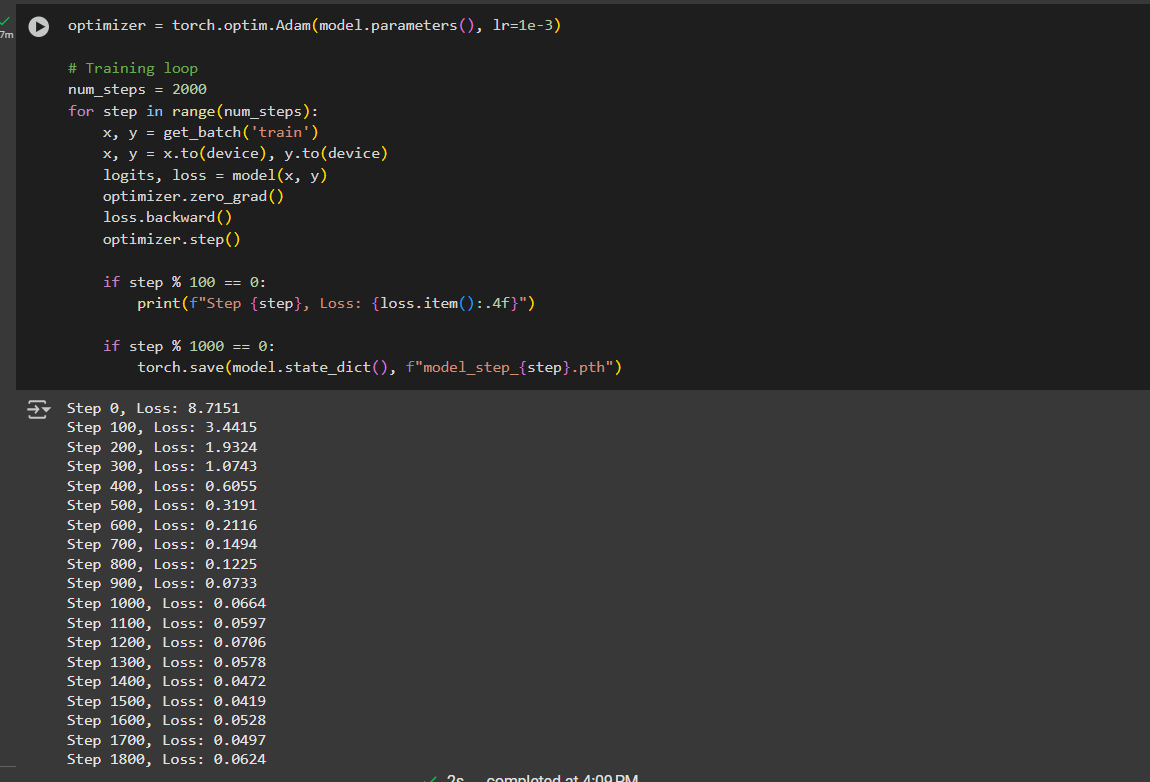 optimizer = torch.optim.Adam(model.parameters(), lr=1e-3)
# Training loop
num_steps = 2000
for step in range(num_steps):
    x, y = get_batch('train')
    x, y = x.to(device), y.to(device)
    logits, loss = model(x, y)
    optimizer.zero_grad()
    loss.backward()
    optimizer.step()
    if step % 100 == 0:
        print(f"Step {step}, Loss: {loss.item():.4f}")
    if step % 1000 == 0:
        torch.save(model.state_dict(), f"model_step_{step}.pth")
7m
Step 0, Loss: 8.7151
Step 100, Loss: 3.4415
Step 200, Loss: 1.9324
Step 300, Loss: 1.0743
Step 400, Loss: 0.6055
Step 500, Loss: 0.3191
Step 600, Loss: 0.2116
Step 700, Loss: 0.1494
Step 800, Loss: 0.1225
Step 900, Loss: 0.0733
Step 1000, Loss: 0.0664
Step 1100, Loss: 0.0597
Step 1200, Loss: 0.0706
Step 1300, Loss: 0.0578
Step 1400, Loss: 0.0472
Step 1500, Loss: 0.0419
Step 1600, Loss: 0.0528
Step 1700, Loss: 0.0497
Step 1800, Loss: 0.0624
2s completed at 4:09 PM